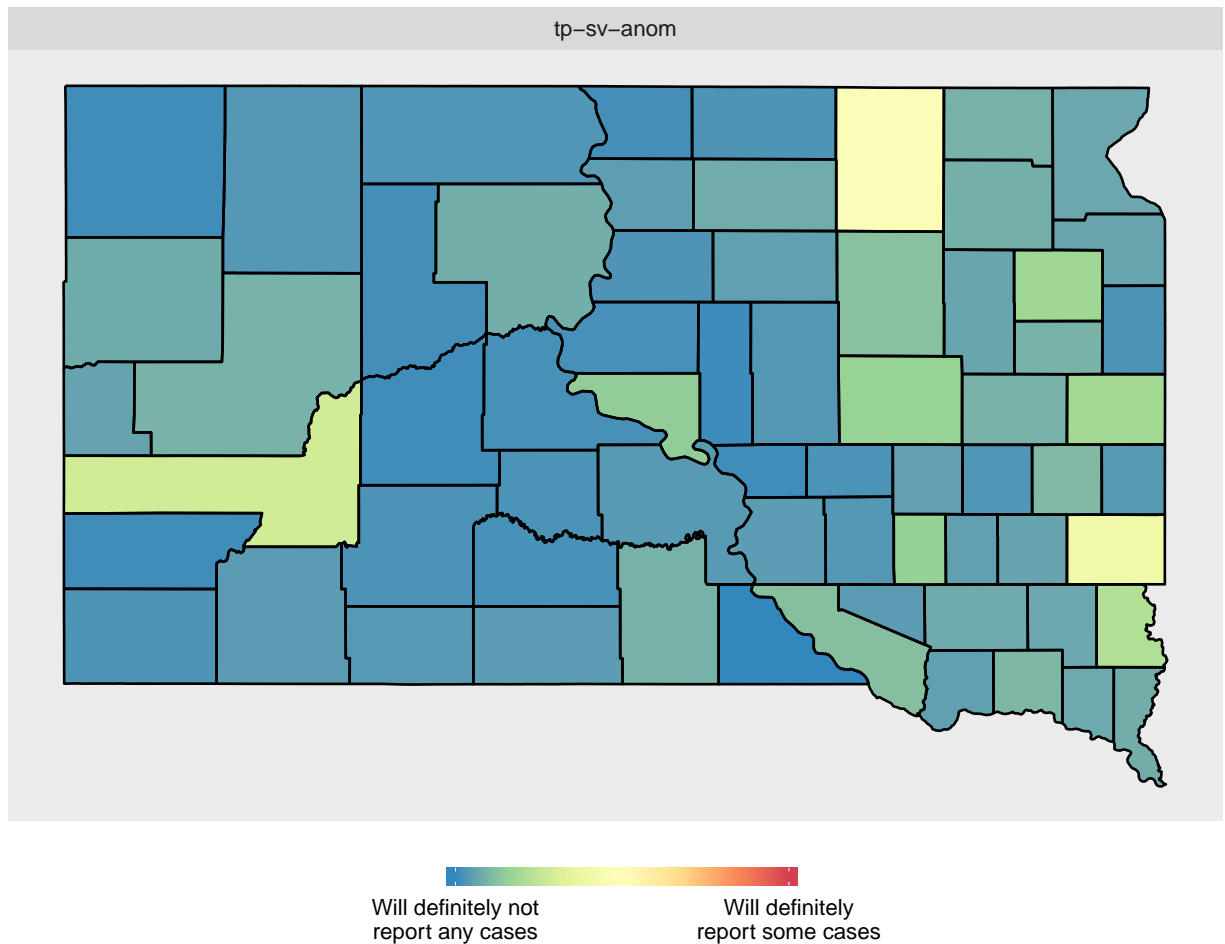 tp−sv−anom
Will definitely not
report any cases
Will definitely
report some cases